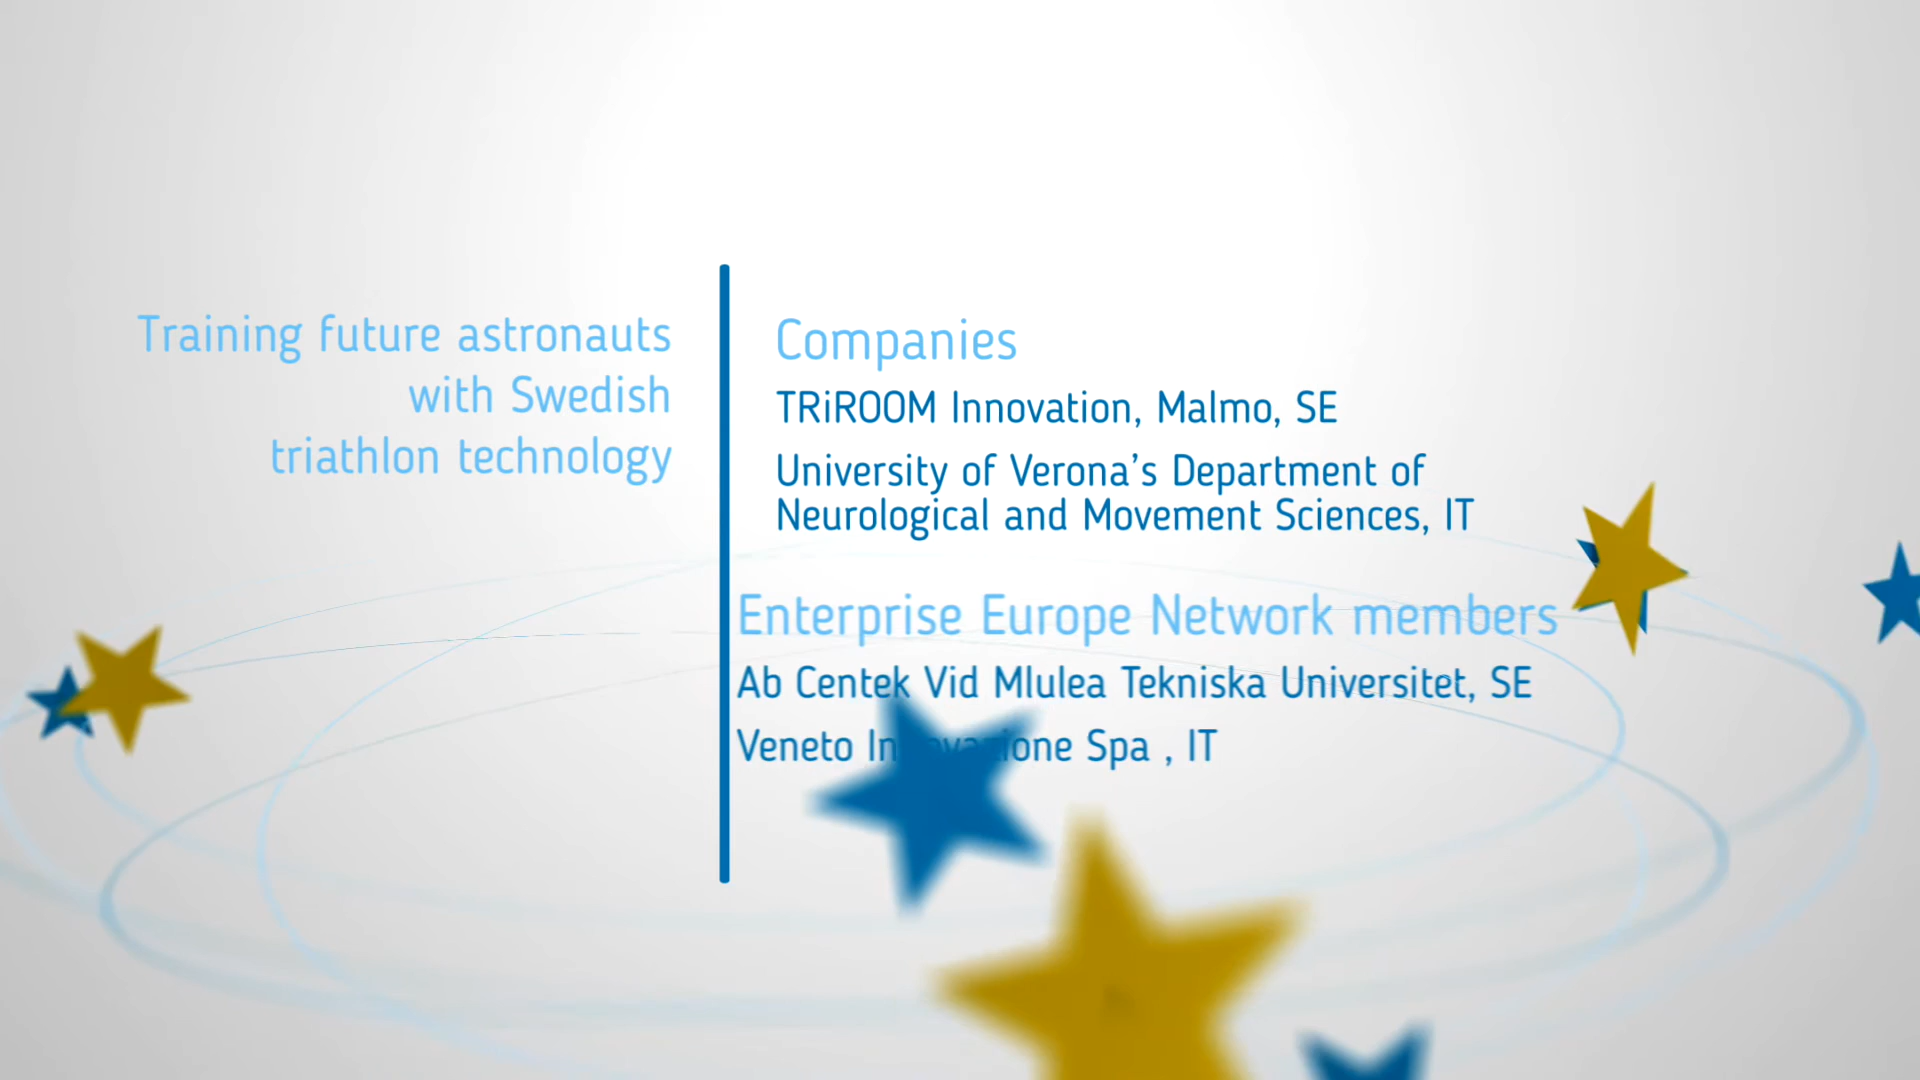 Training future astronauts
with Swedish
triathlon technology
Companies
TRiROOM Innovation, Malmo, SE
University of Verona's Department of
Neurological and Movement Sciences, IT
Enterprise Europe Network members
Ab Centek Vid Mlulea Tekniska Universitet, SE
Veneto Innovazione Spa , IT